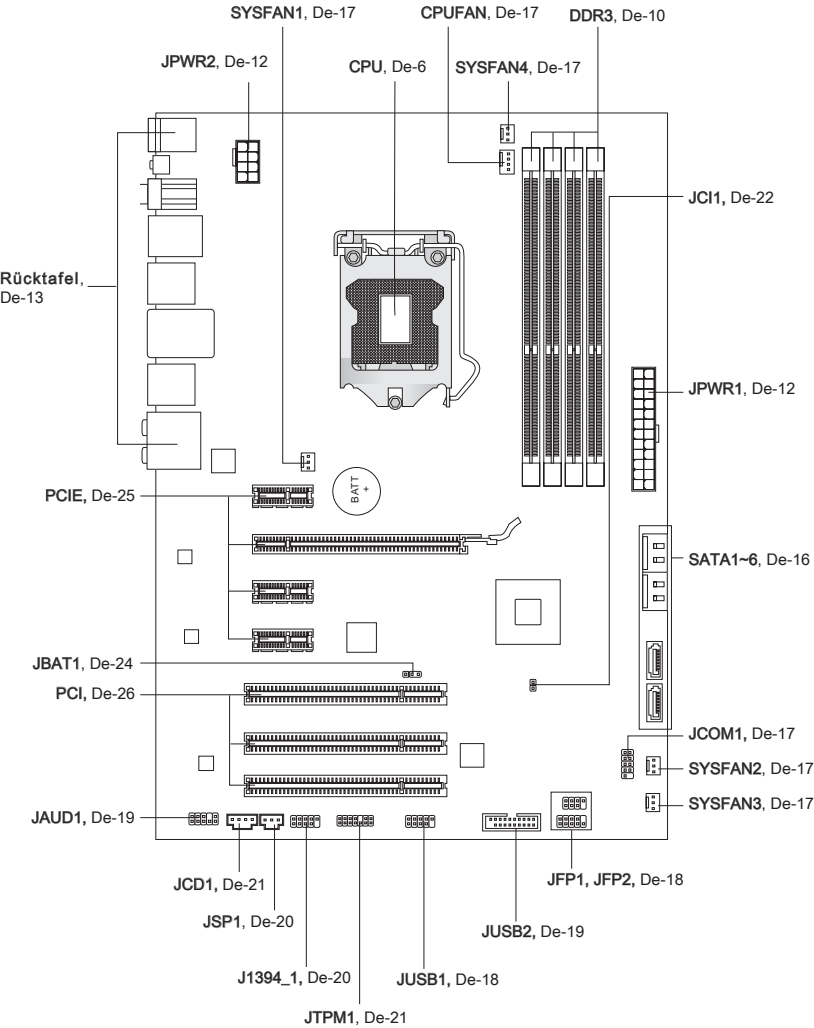 SYSFAN1, De-17
CPUFAN, De-17
DDR3, De-10
JPWR2, De-12
CPU, De-6
SYSFAN4, De-17
JCI1, De-22
Rücktafel,
De-13
JPWR1, De-12
BATT
+
PCIE, De-25
SATA1~6, De-16
JBAT1, De-24
PCI, De-26
JCOM1, De-17
SYSFAN2, De-17
SYSFAN3, De-17
JAUD1, De-19
JCD1, De-21
JFP1, JFP2, De-18
JSP1, De-20
JUSB2, De-19
J1394_1, De-20
JUSB1, De-18
JTPM1, De-21